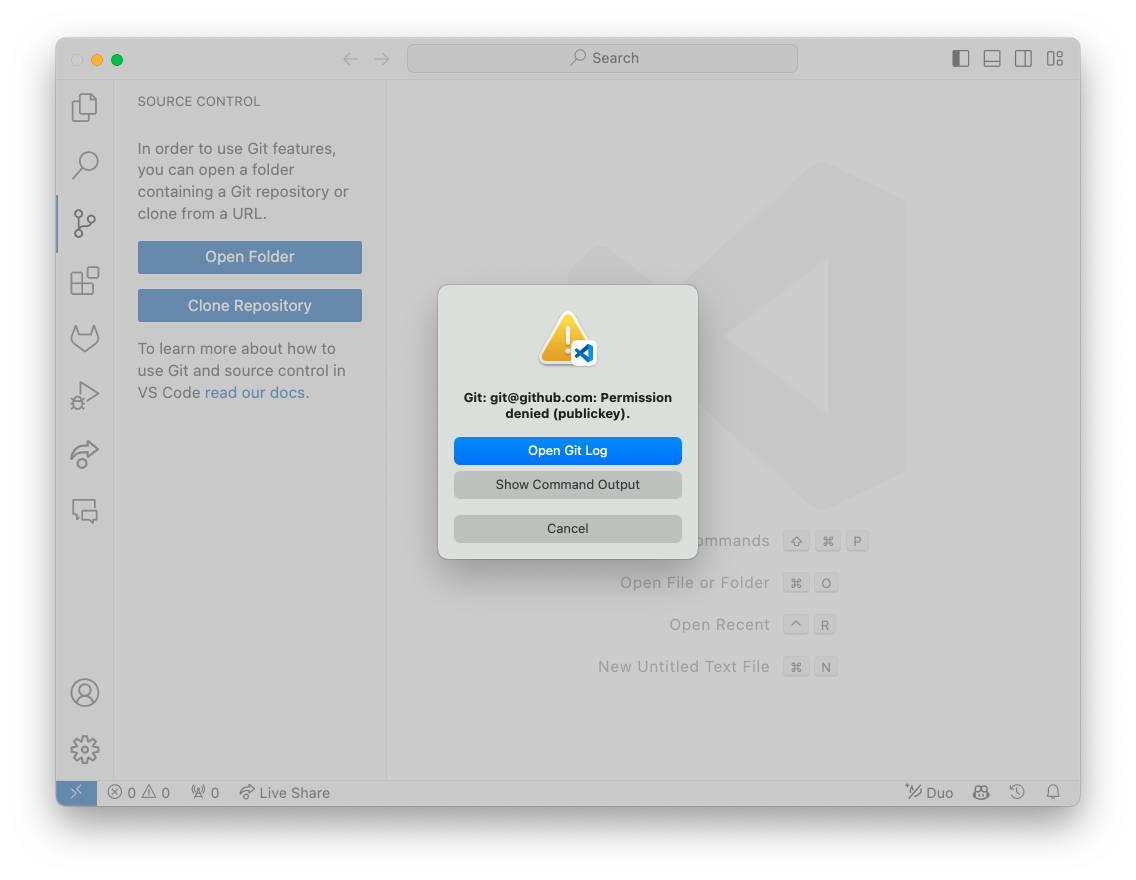 Search
SOURCE CONTROL
In order to use Git features,
you can open a folder
containing a Git repository or
clone from a URL.
Open Folder
Clone Repository
To learn more about how to
use Git and source control in
VS Code read our docs.
Git: git@github.com: Permission
denied (publickey).
Open Git Log
Show Command Output
Cancel
ommands ⇧ ⌘ P
Open File or Folder ⌘ O
Open Recent ^ R
New Untitled Text File ⌘ N
0 0 0 Live Share Duo